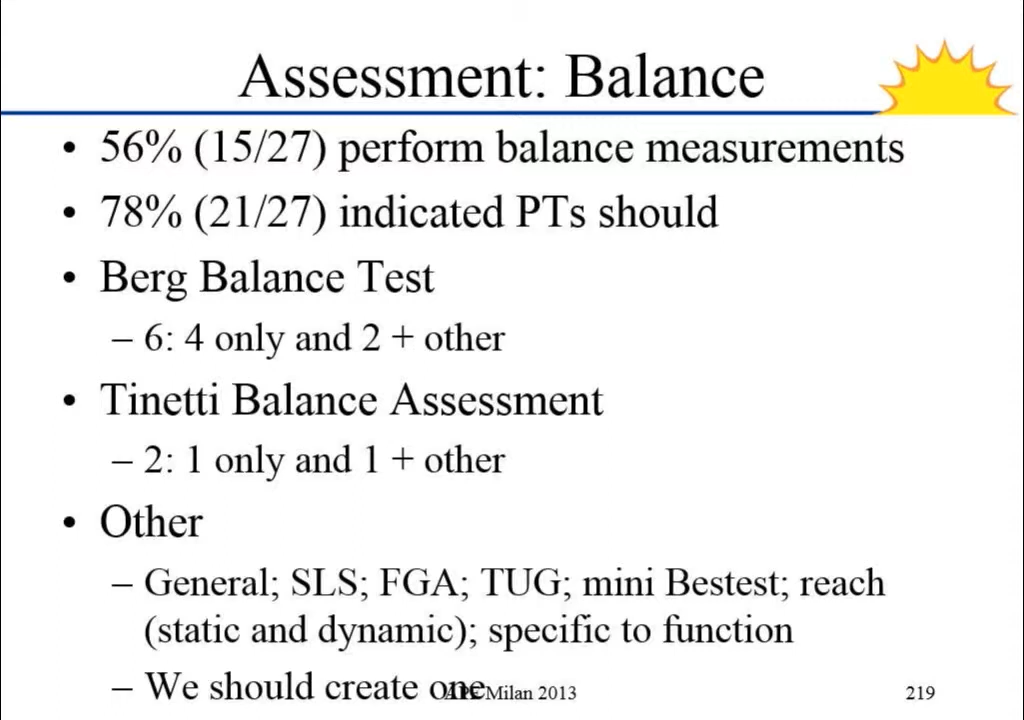 Assessment: Balance
• 56% (15/27) perform balance measurements
• 78% (21/27) indicated PTs should
• Berg Balance Test
– 6: 4 only and 2 + other
• Tinetti Balance Assessment
– 2: 1 only and 1 + other
• Other
– General; SLS; FGA; TUG; mini Bestest; reach
(static and dynamic); specific to function
– We should create one
Milan 2013
219